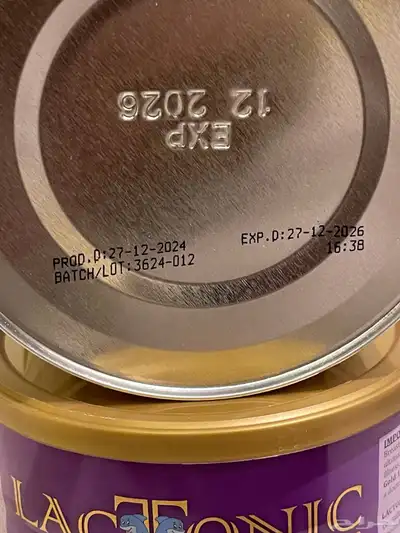 EXP
12 2026
PROD.D:27-12-2024
BATCH/LOT:3624-012
EXP.D:27-12-2026
16:38
LACTONIC